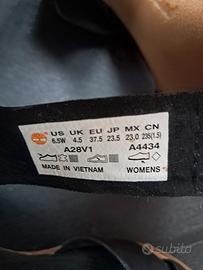 US UK EU JP MX CN
6.5W 4.5 37.5 23.5 23.0 235(1.5)
A28V1 A4434
MADE IN VIETNAM WOMENS
subito